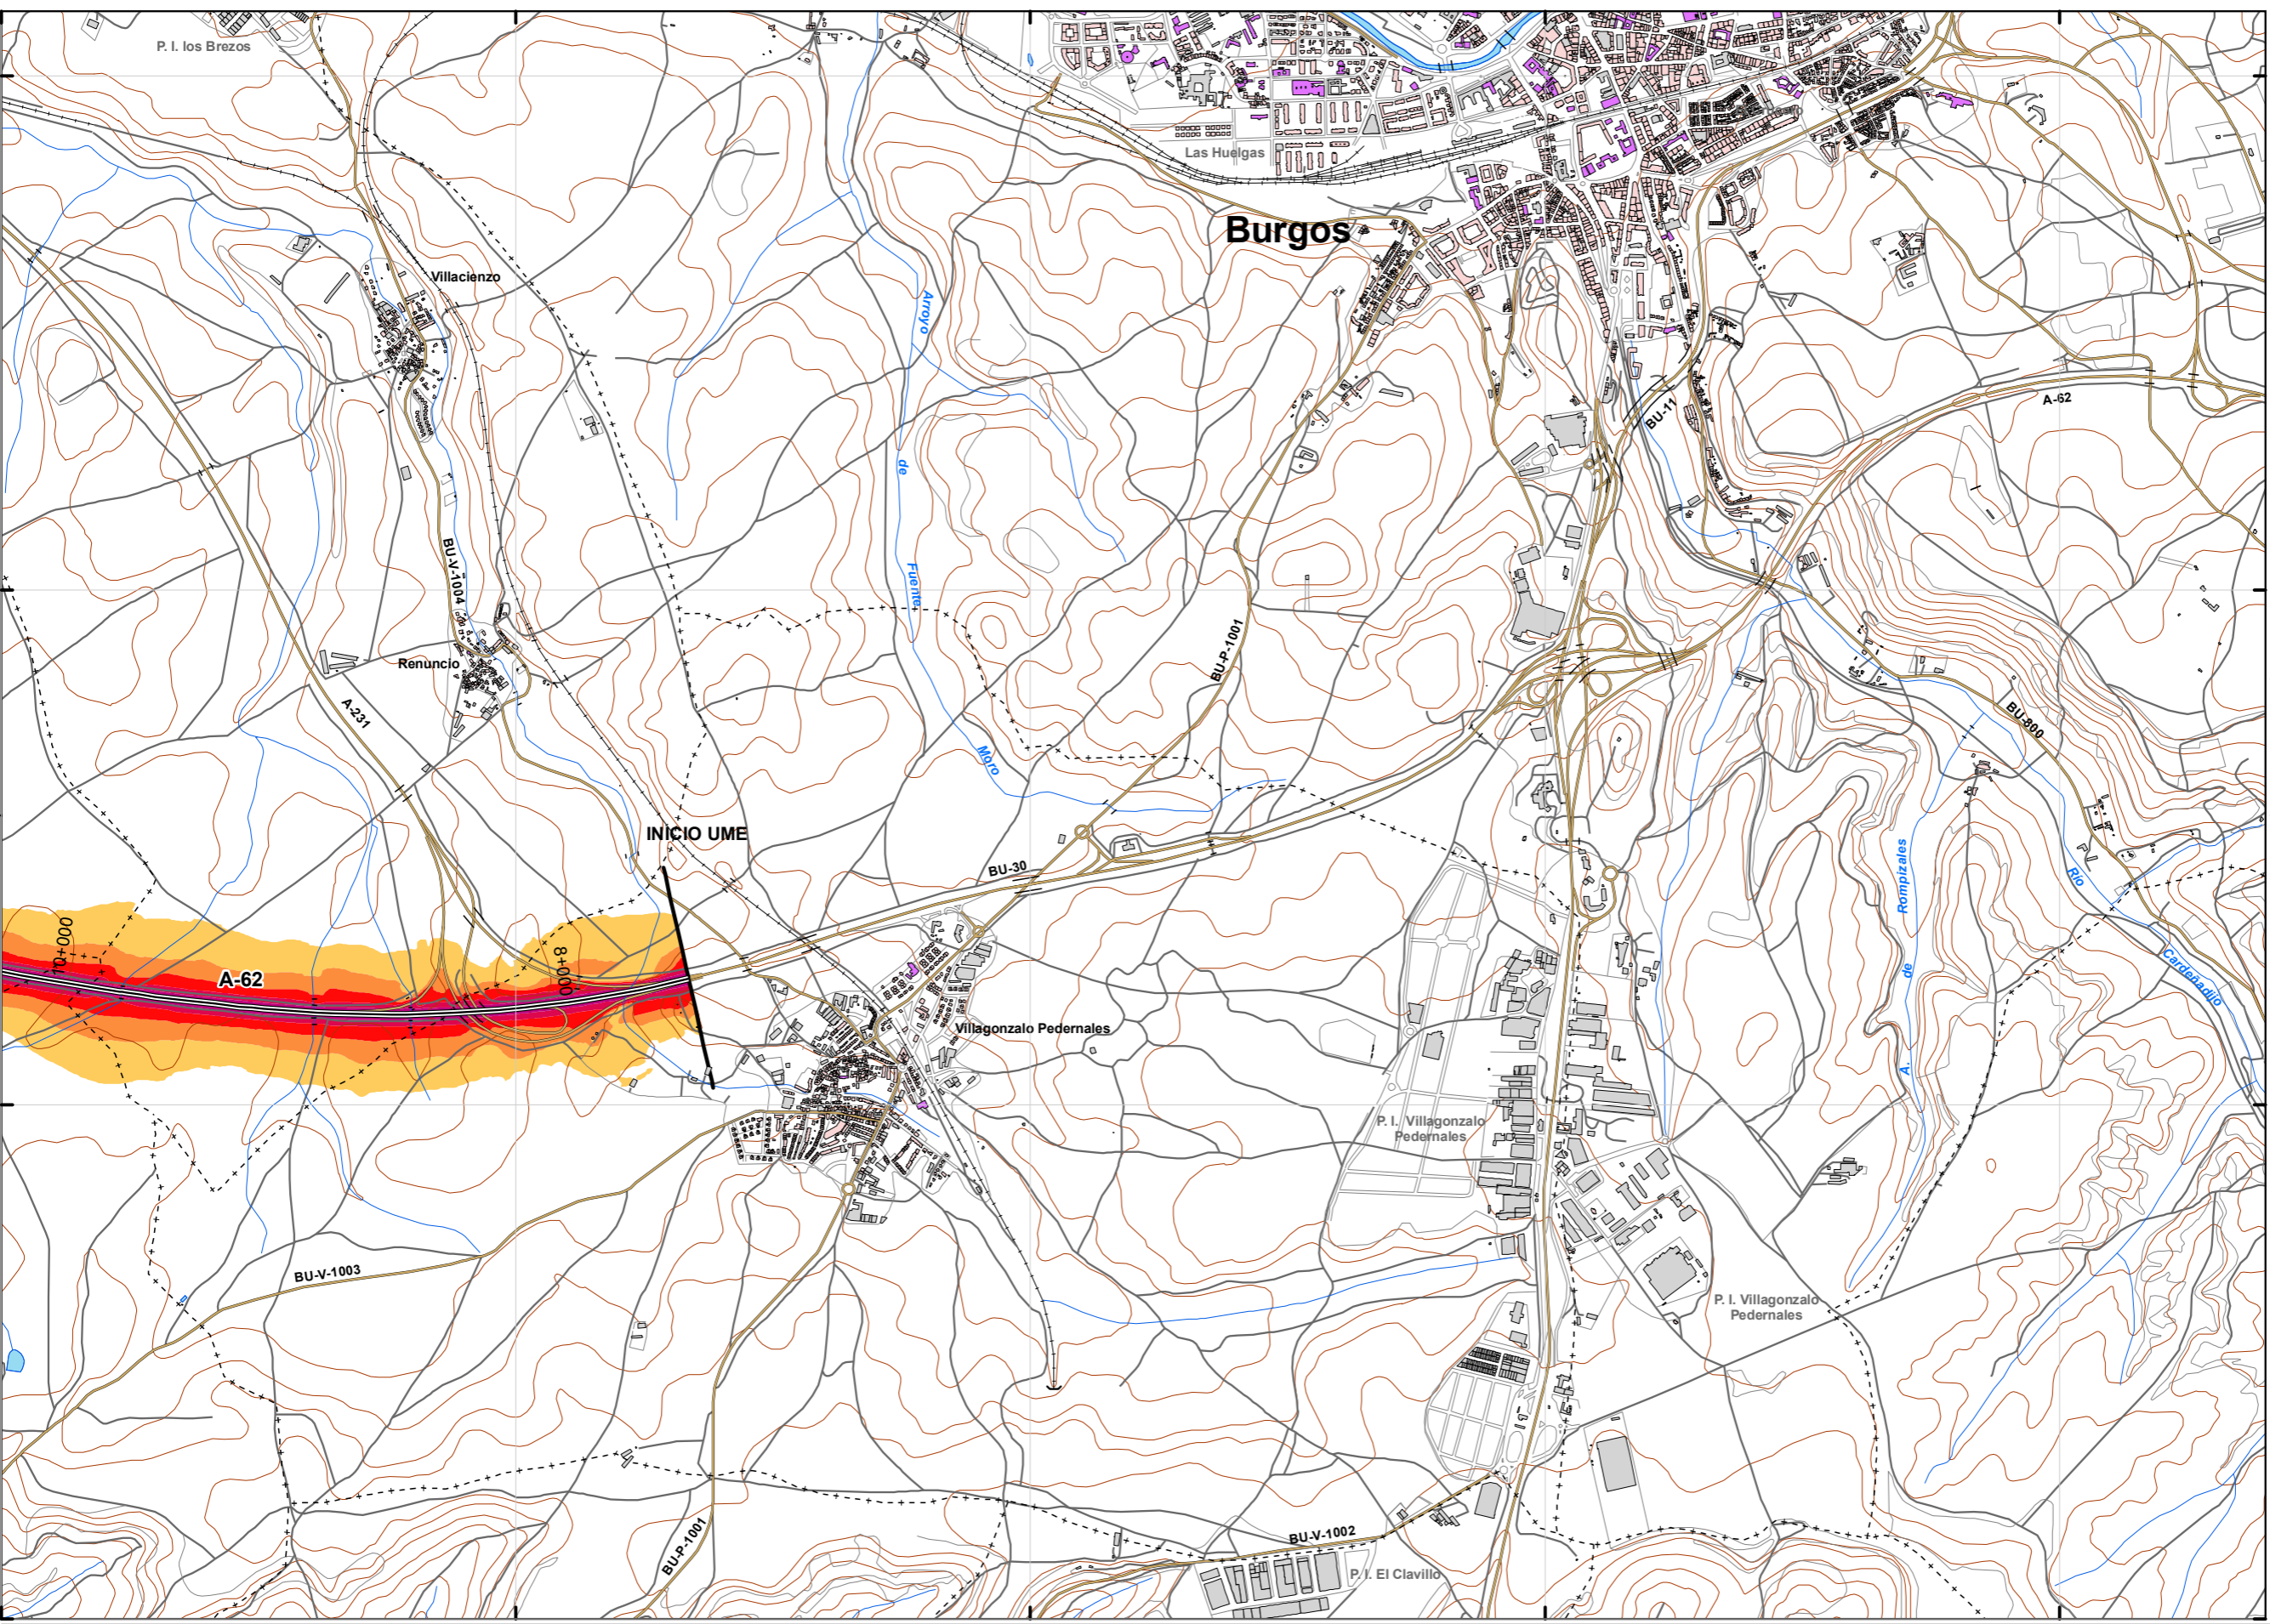 P. I. los Brezos
Las Huelgas
Burgos
Villacienzo
Arroyo
BU-11
A-62
de
BU-V-1004
Fuente
BU-P-1001
Renuncio
A-231
BU-800
Moro
INICIO UME
BU-30
Rompizales
Río
10+000
8+000
A-62
de
Cardeñadijo
Villagonzalo Pedernales
A.
P. I. Villagonzalo
Pedernales
BU-V-1003
P. I. Villagonzalo
Pedernales
BU-P-1001
BU-V-1002
P. I. El Clavillo